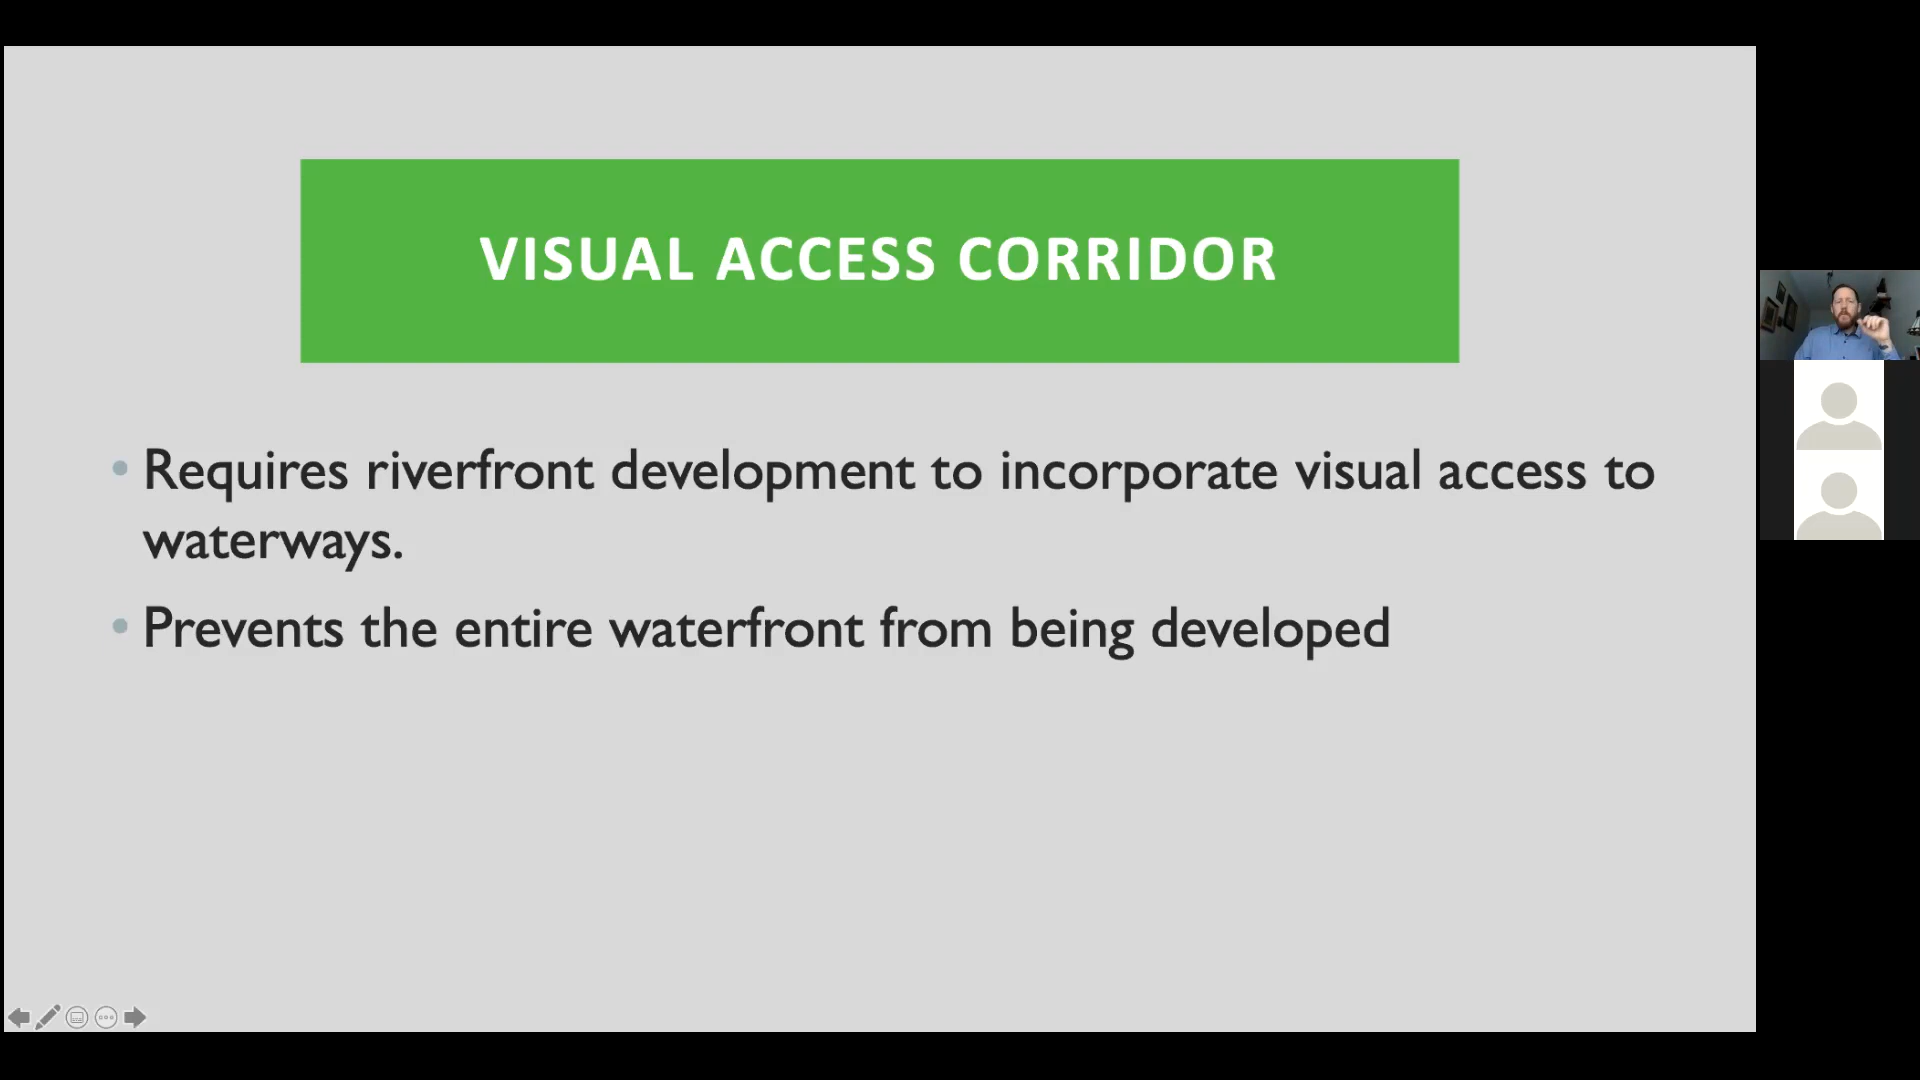 VISUAL ACCESS CORRIDOR
• Requires riverfront development to incorporate visual access to
waterways.
• Prevents the entire waterfront from being developed